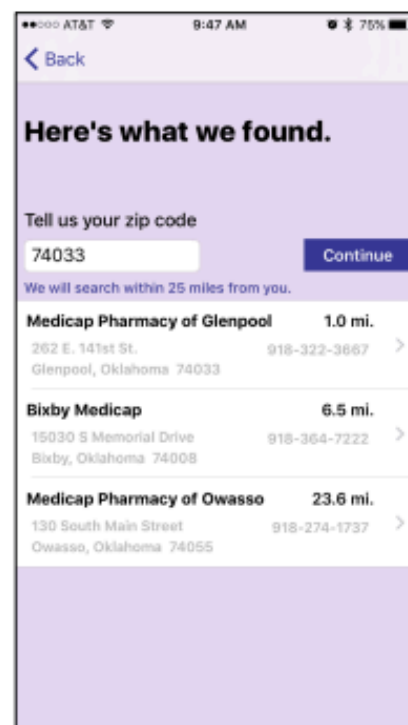 AT&T 9:47 AM 75%
Back
Here's what we found.
Tell us your zip code
74033 Continue
We will search within 25 miles from you.
Medicap Pharmacy of Glenpool 1.0 mi.
262 E. 141st St. 918-322-3667
Glenpool, Oklahoma 74033
Bixby Medicap 6.5 mi.
15030 S Memorial Drive 918-364-7222
Bixby, Oklahoma 74008
Medicap Pharmacy of Owasso 23.6 mi.
130 South Main Street 918-274-1737
Owasso, Oklahoma 74055